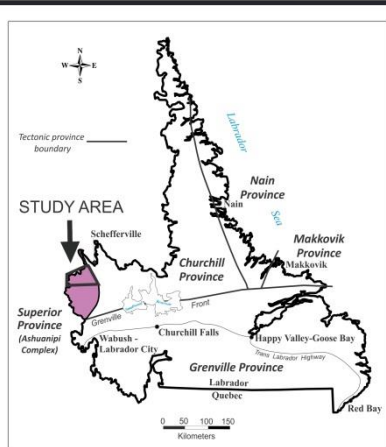 N
W E
S
Tectonic province
boundary
Labrador
Sea
Nain
Province
Nain
STUDY AREA
Schefferville
Makkovik
Province
Makkovik
Churchill
Province
Superior
Province
(Ashuanipi
Complex)
Grenville Front
Wabush -
Labrador City
Churchill Falls
Happy Valley-Goose Bay
Trans Labrador Highway
Grenville Province
Labrador
Quebec
Red Bay
0 50 100 150
Kilometers